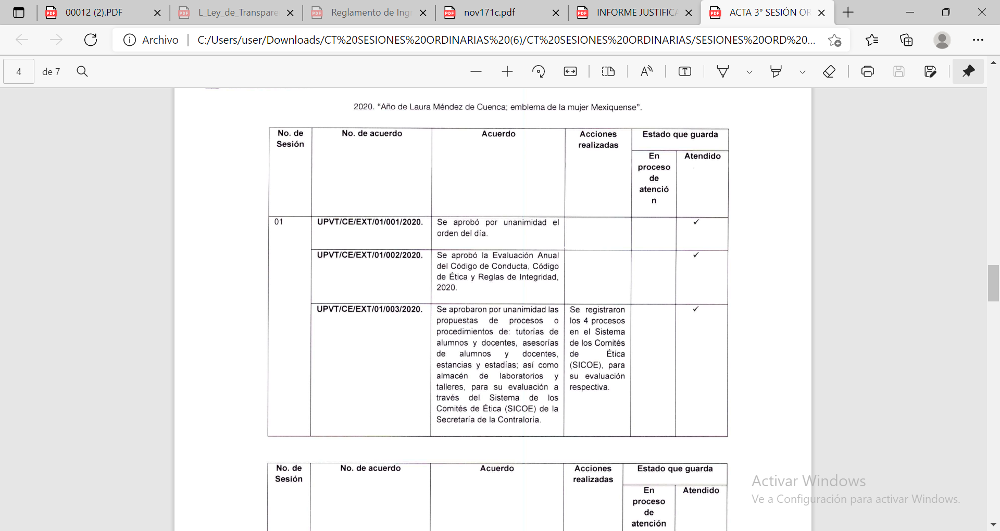 00012 (2).PDF
L_Ley_de_Transpare
Reglamento de Ing
nov171c.pdf
INFORME JUSTIFICA
ACTA 3° SESIÓN OR
Archivo
C:/Users/user/Downloads/CT%20SESIONES%20ORDINARIAS%20(6)/CT%20SESIONES%20ORDINARIAS/SESIONES%20ORD%20...
4 de 7
2020. “Año de Laura Méndez de Cuenca; emblema de la mujer Mexiquense”.
No. de
Sesión
No. de acuerdo
Acuerdo
Acciones
realizadas
Estado que guarda
En
proceso
de
atenció
n
Atendido
01
UPVT/CE/EXT/01/001/2020.
Se aprobó por unanimidad el
orden del día.
✓
UPVT/CE/EXT/01/002/2020.
Se aprobó la Evaluación Anual
del Código de Conducta, Código
de Ética y Reglas de Integridad,
2020.
✓
UPVT/CE/EXT/01/003/2020.
Se aprobaron por unanimidad las
propuestas de procesos o
procedimientos de: tutorías de
alumnos y docentes, asesorías
de alumnos y docentes,
estancias y estadías; así como
almacén de laboratorios y
talleres, para su evaluación a
través del Sistema de los
Comités de Ética (SICOE) de la
Secretaría de la Contraloría.
Se registraron
los 4 procesos
en el Sistema
de los Comités
de Ética
(SICOE), para
su evaluación
respectiva.
✓
No. de
Sesión
No. de acuerdo
Acuerdo
Acciones
realizadas
Estado que guarda
En
proceso
de
atención
Atendido
Activar Windows
Ve a Configuración para activar Windows.